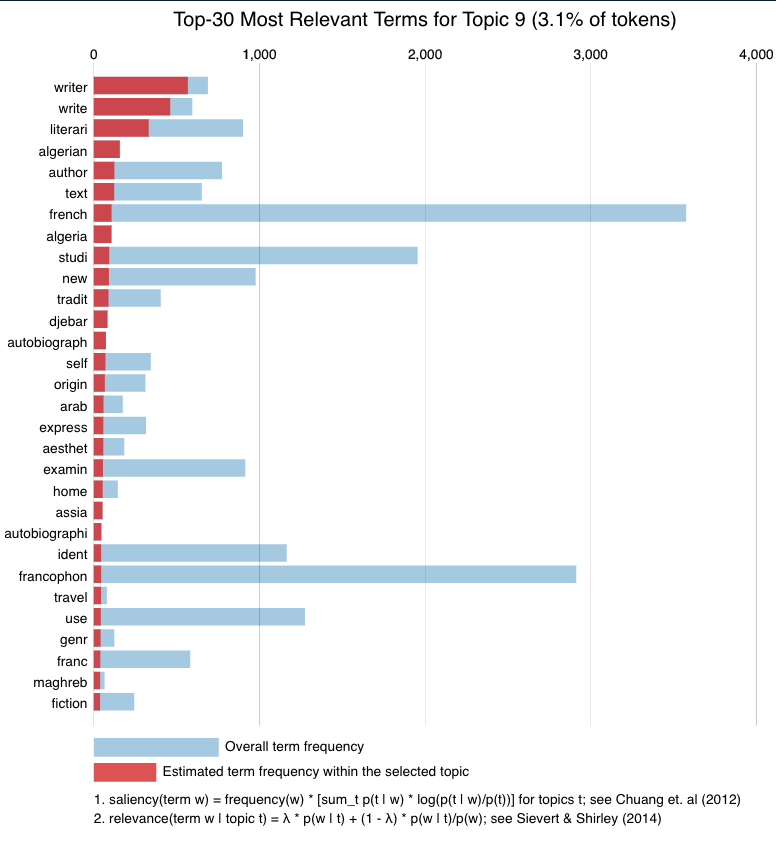 Top-30 Most Relevant Terms for Topic 9 (3.1% of tokens)
0 1,000 2,000 3,000 4,000
writer
write
literari
algerian
author
text
french
algeria
studi
new
tradit
djebar
autobiograph
self
origin
arab
express
aesthet
examin
home
assia
autobiographi
ident
francophon
travel
use
genr
franc
maghreb
fiction
Overall term frequency
Estimated term frequency within the selected topic
1. saliency(term w) = frequency(w) * [sum_t p(t | w) * log(p(t | w)/p(t))] for topics t; see Chuang et. al (2012)
2. relevance(term w | topic t) = λ * p(w | t) + (1 - λ) * p(w | t)/p(w); see Sievert & Shirley (2014)